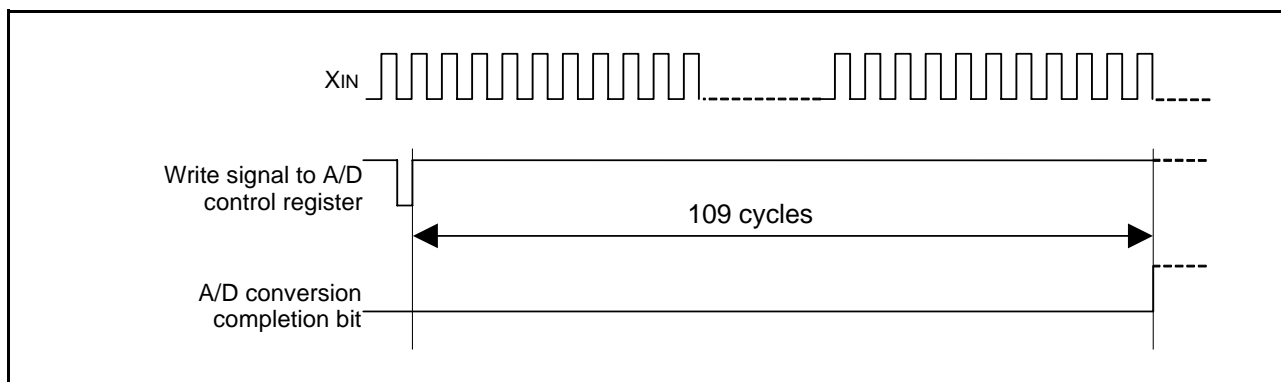 XIN
Write signal to A/D
control register
109 cycles
A/D conversion
completion bit